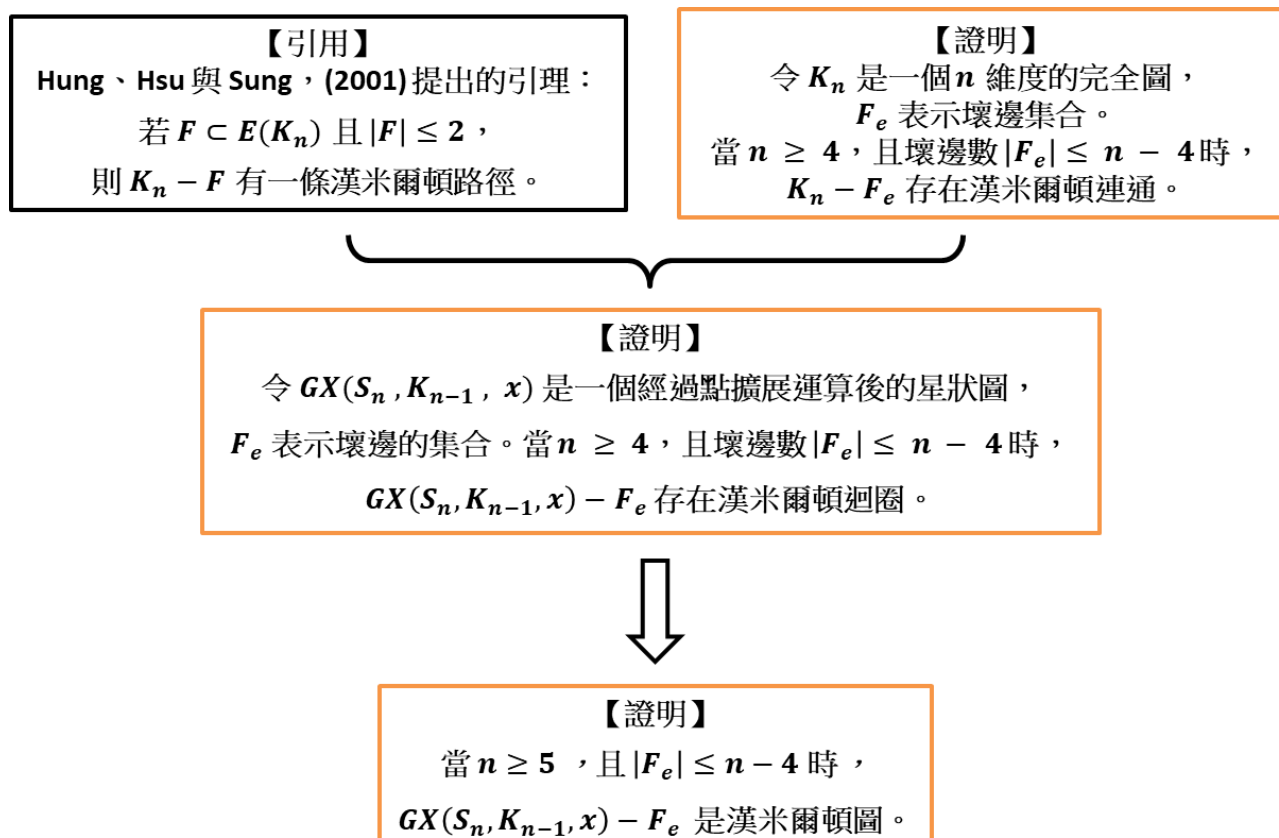 【引用】
Hung、Hsu 與 Sung，(2001) 提出的引理：
若 F ⊂ E(Kₙ) 且 |F| ≤ 2，
則 Kₙ − F 有一條漢米爾頓路徑。
【證明】
令 Kₙ 是一個 n 維度的完全圖，
Fₑ 表示壞邊集合。
當 n ≥ 4，且壞邊數 |Fₑ| ≤ n − 4 時，
Kₙ − Fₑ 存在漢米爾頓連通。
【證明】
令 GX(Sₙ , Kₙ₋₁ , x) 是一個經過點擴展運算後的星狀圖，
Fₑ 表示壞邊的集合。當 n ≥ 4，且壞邊數 |Fₑ| ≤ n − 4 時，
GX(Sₙ, Kₙ₋₁, x) − Fₑ 存在漢米爾頓迴圈。
【證明】
當 n ≥ 5 ，且 |Fₑ| ≤ n − 4 時，
GX(Sₙ, Kₙ₋₁, x) − Fₑ 是漢米爾頓圖。